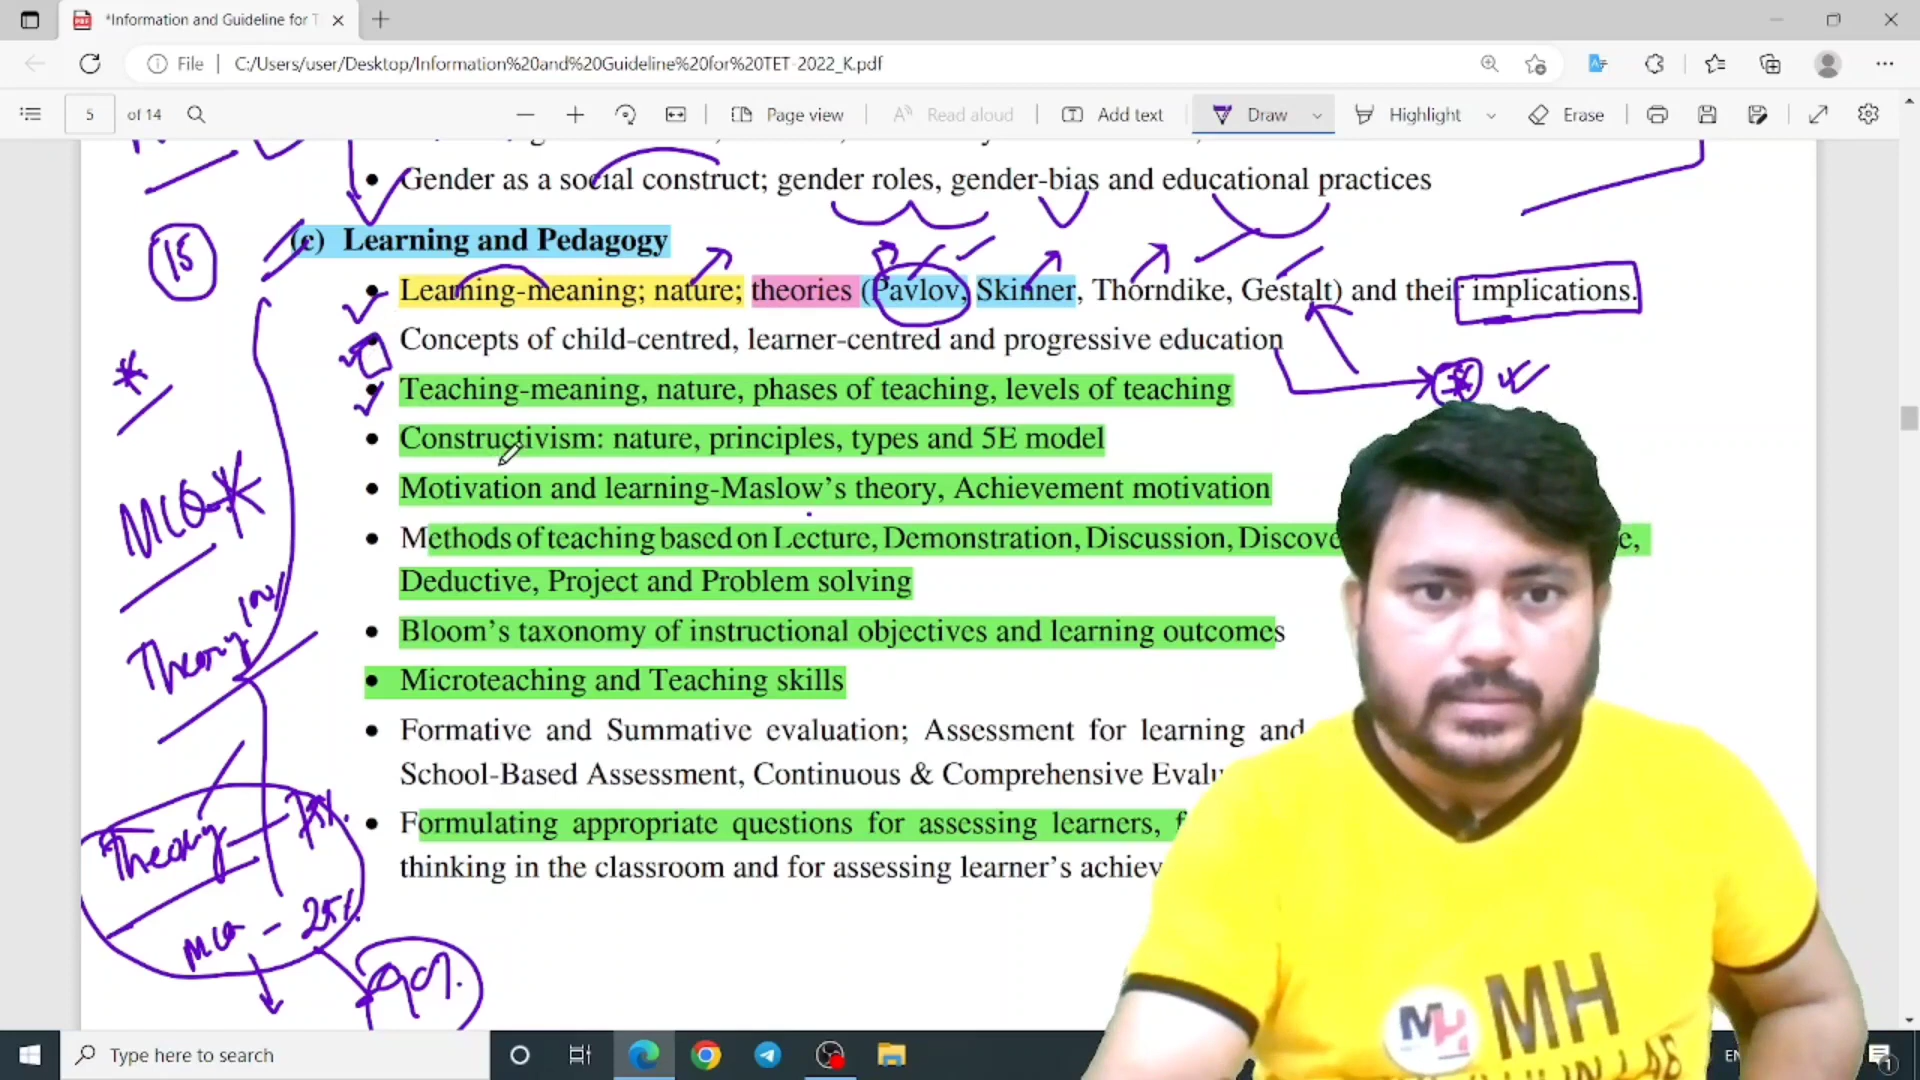 *Information and Guideline for T
File
C:/Users/user/Desktop/Information%20and%20Guideline%20for%20TET-2022_K.pdf
5 of 14
Page view
Read aloud
Add text
Draw
Highlight
Erase
• Gender as a social construct; gender roles, gender-bias and educational practices
15
(c) Learning and Pedagogy
• Learning-meaning; nature; theories (Pavlov, Skinner, Thorndike, Gestalt) and their implications.
• Concepts of child-centred, learner-centred and progressive education
• Teaching-meaning, nature, phases of teaching, levels of teaching
• Constructivism: nature, principles, types and 5E model
• Motivation and learning-Maslow's theory, Achievement motivation
MCQ
• Methods of teaching based on Lecture, Demonstration, Discussion, Discove
e,
Deductive, Project and Problem solving
• Bloom's taxonomy of instructional objectives and learning outcomes
Theory
• Microteaching and Teaching skills
• Formative and Summative evaluation; Assessment for learning and
School-Based Assessment, Continuous & Comprehensive Evalu
• Formulating appropriate questions for assessing learners, f
Theory
thinking in the classroom and for assessing learner's achiev
MCQ - 25%
90%
MH
MH
Type here to search
EN
1